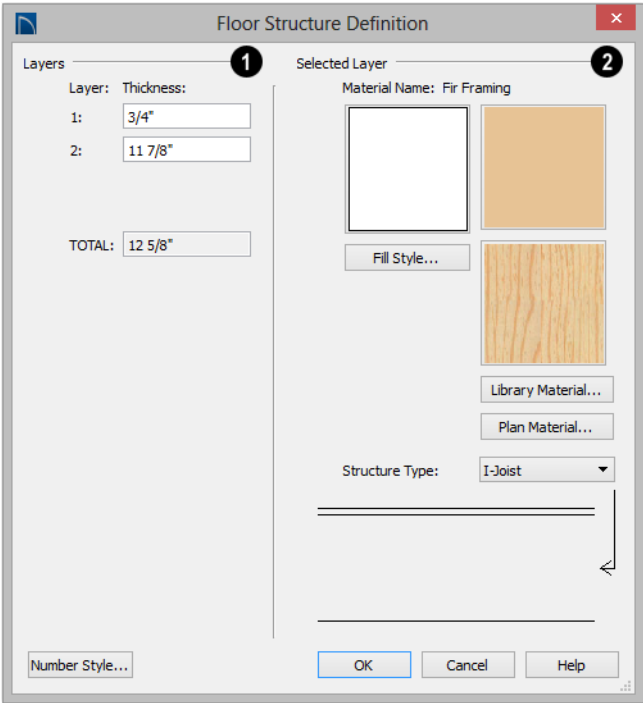 Floor Structure Definition
×
Layers
1
Layer: Thickness:
1: 3/4"
2: 11 7/8"
TOTAL: 12 5/8"
Selected Layer
2
Material Name: Fir Framing
Fill Style...
Library Material...
Plan Material...
Structure Type: I-Joist
Number Style...
OK
Cancel
Help